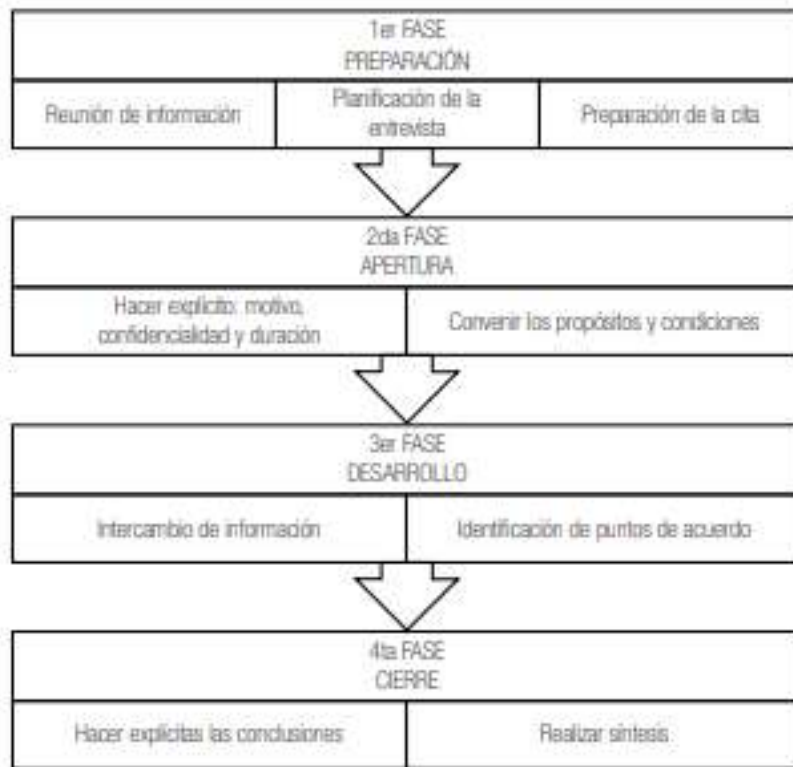 1er FASE
PREPARACIÓN
Reunión de información
Planificación de la
entrevista
Preparación de la cita
2da FASE
APERTURA
Hacer explícito: motivo,
confidencialidad y duración
Convenir los propósitos y condiciones
3er FASE
DESARROLLO
Intercambio de información
Identificación de puntos de acuerdo
4ta FASE
CIERRE
Hacer explícitas las conclusiones
Realizar síntesis